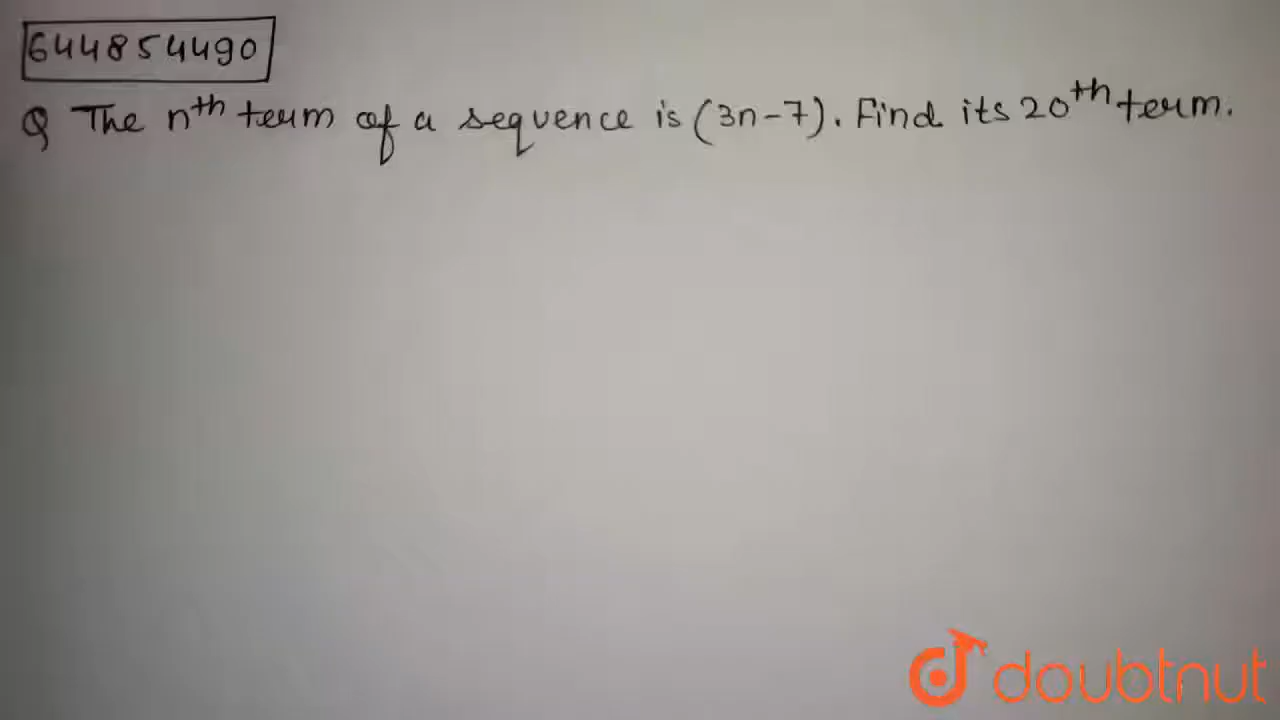 644854490
Q The nth term of a sequence is (3n-7). Find its 20th term.
doubtnut